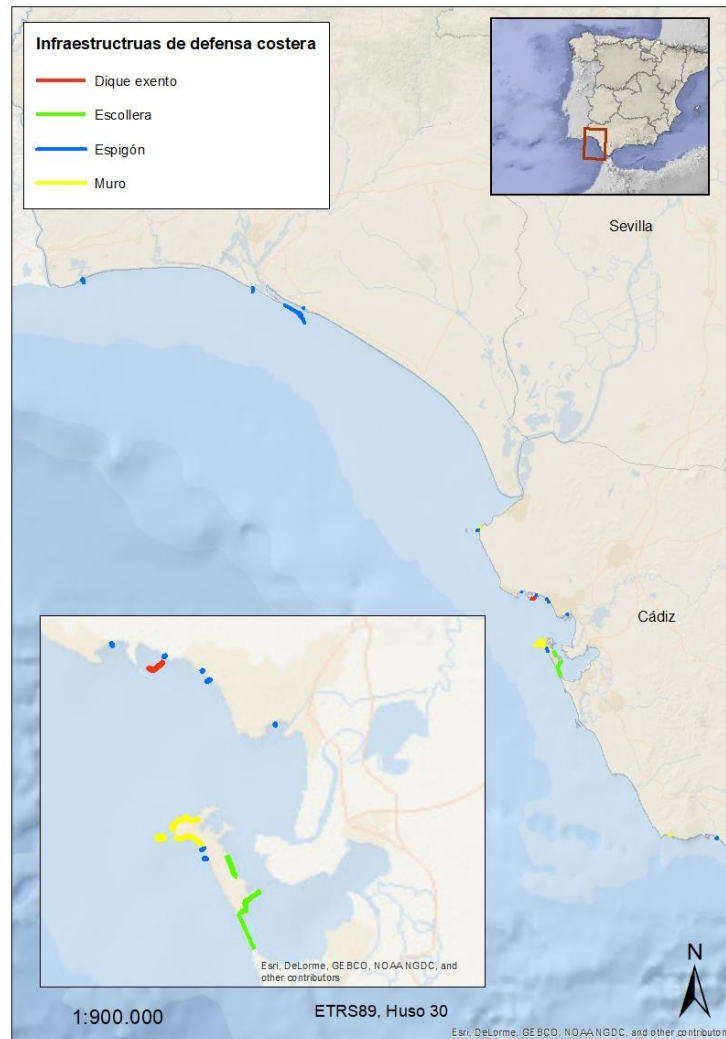 Infraestructruas de defensa costera
Dique exento
Escollera
Espigón
Muro
Sevilla
Cádiz
Esri, DeLorme, GEBCO, NOAA NGDC, and
other contributors
N
1:900.000
ETRS89, Huso 30
Esri, DeLorme, GEBCO, NOAA NGDC, and other contributors